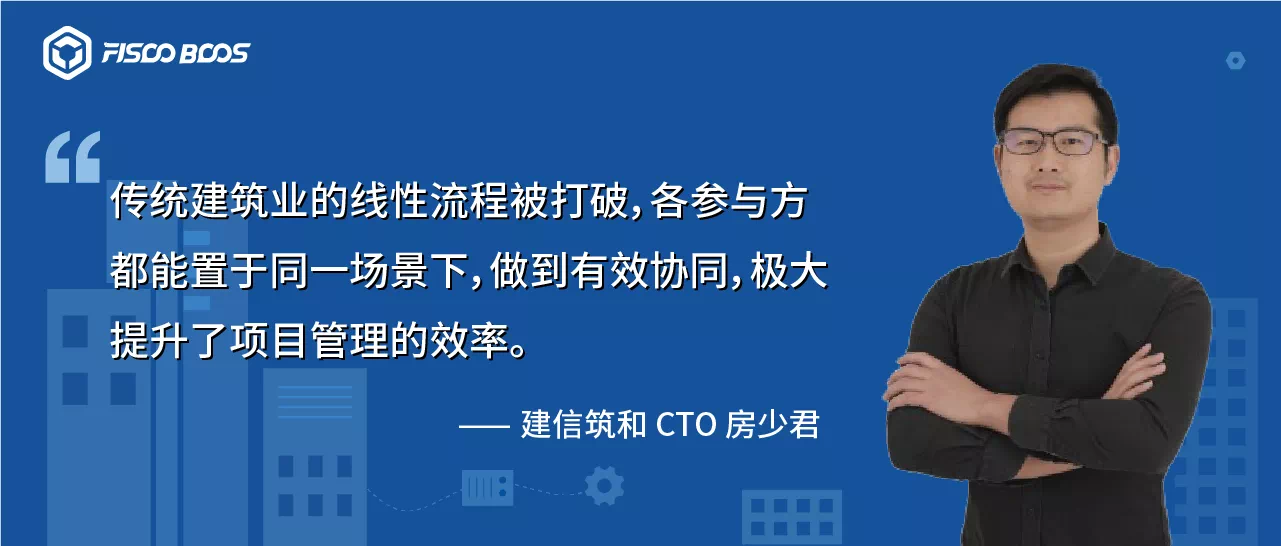 FISCO BCOS
“
传统建筑业的线性流程被打破，各参与方
都能置于同一场景下，做到有效协同，极大
提升了项目管理的效率。
—— 建信筑和 CTO 房少君